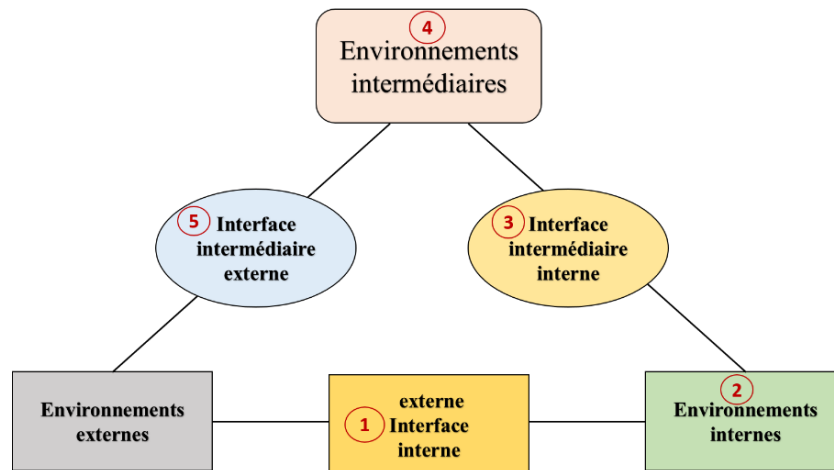 4
Environnements
intermédiaires
5 Interface
intermédiaire
externe
3 Interface
intermédiaire
interne
Environnements
externes
externe
1 Interface
interne
2
Environnements
internes